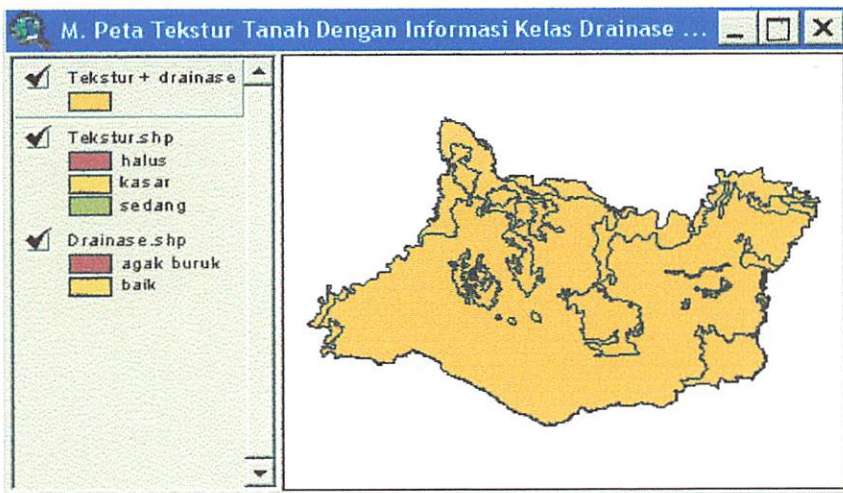 M. Peta Tekstur Tanah Dengan Informasi Kelas Drainase ...
Tekstur + drainase
Tekstur.shp
halus
kasar
sedang
Drainase.shp
agak buruk
baik